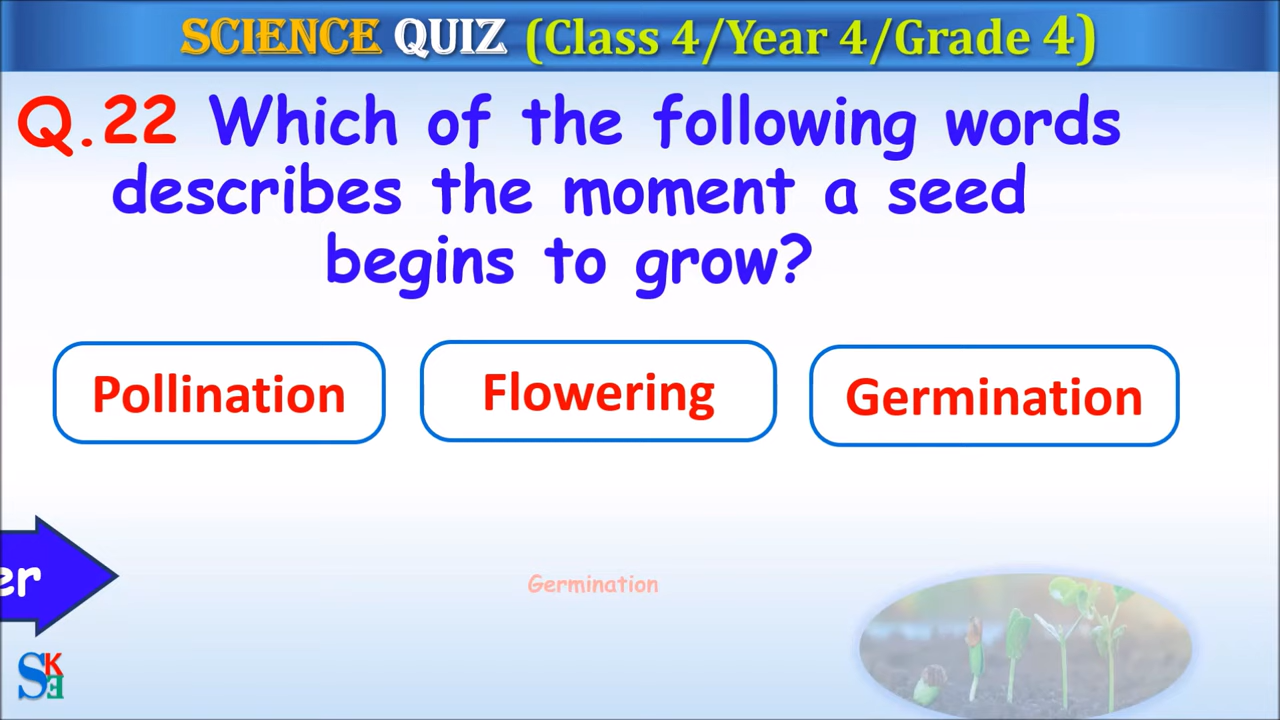 SCIENCE QUIZ (Class 4/Year 4/Grade 4)
Q.22 Which of the following words
describes the moment a seed
begins to grow?
Pollination Flowering Germination
er
Germination
SKE